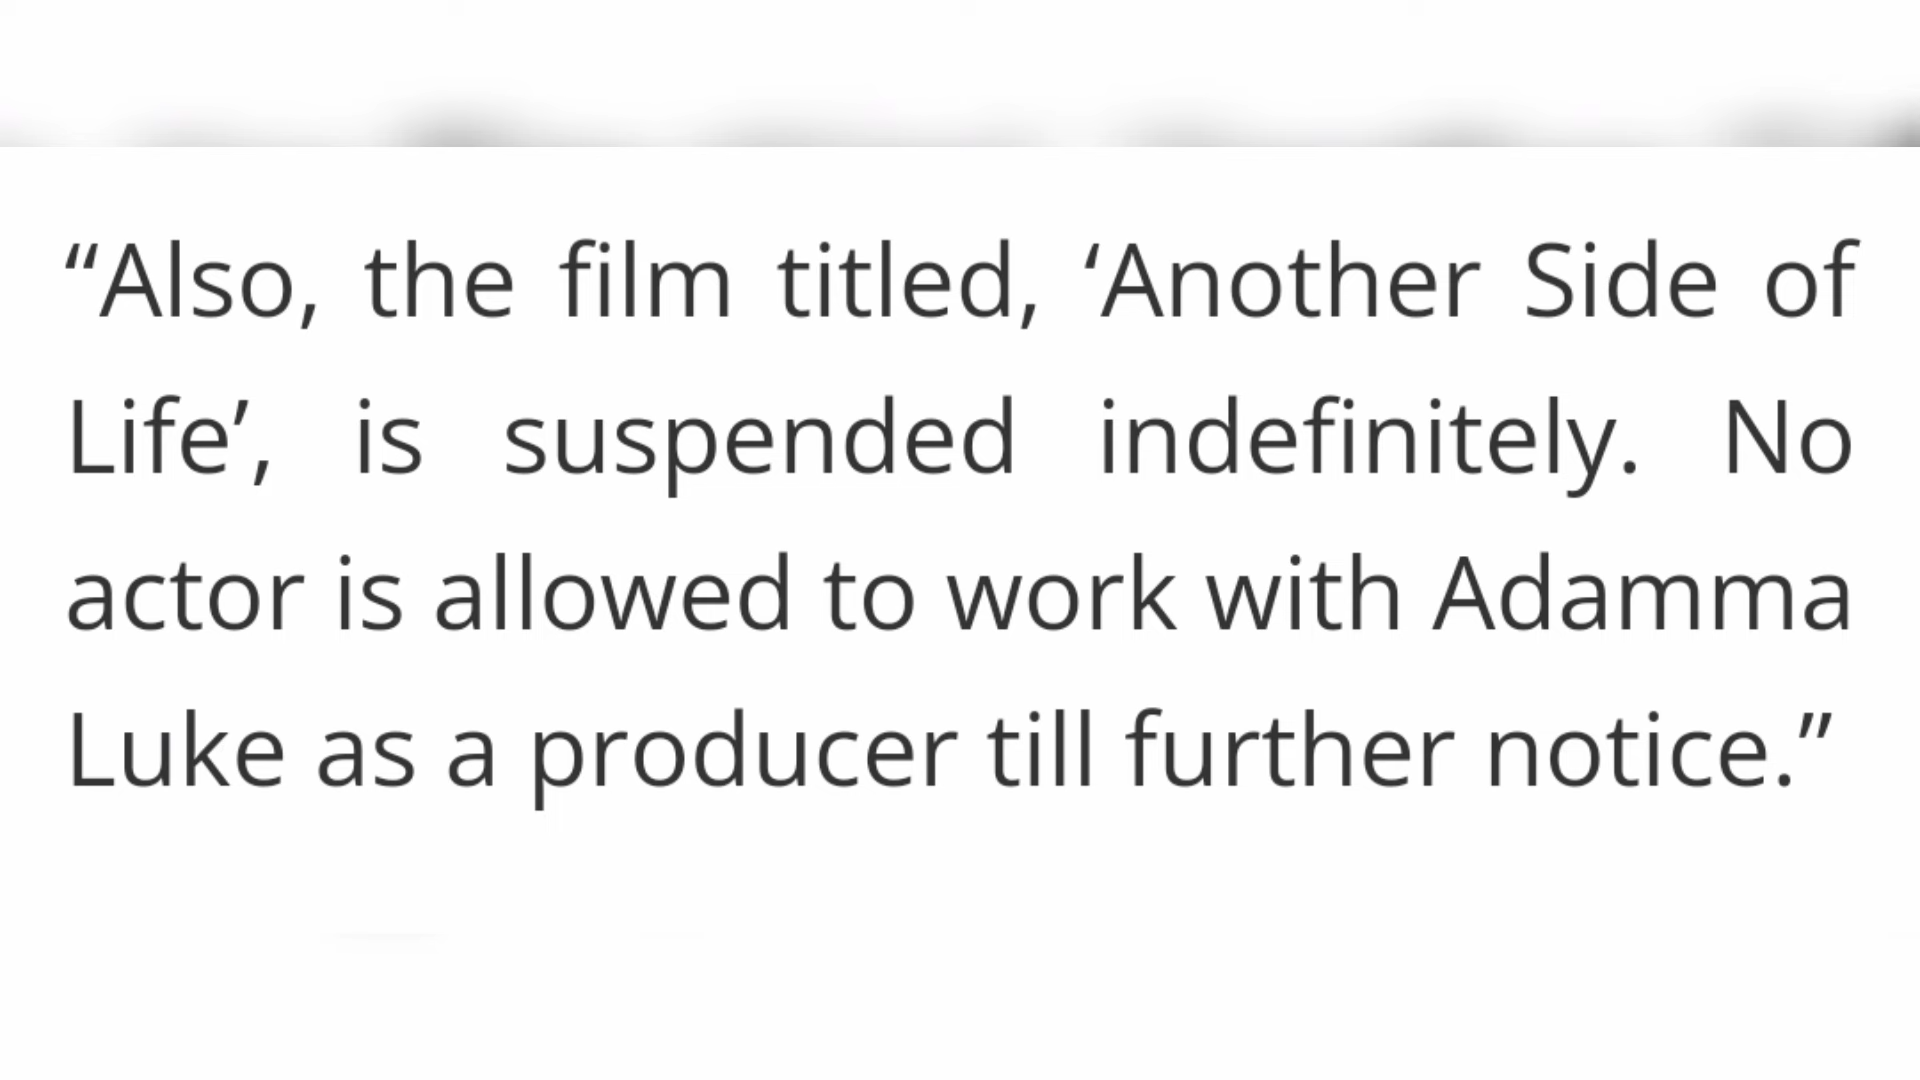 “Also, the film titled, ‘Another Side of
Life’, is suspended indefinitely. No
actor is allowed to work with Adamma
Luke as a producer till further notice.”